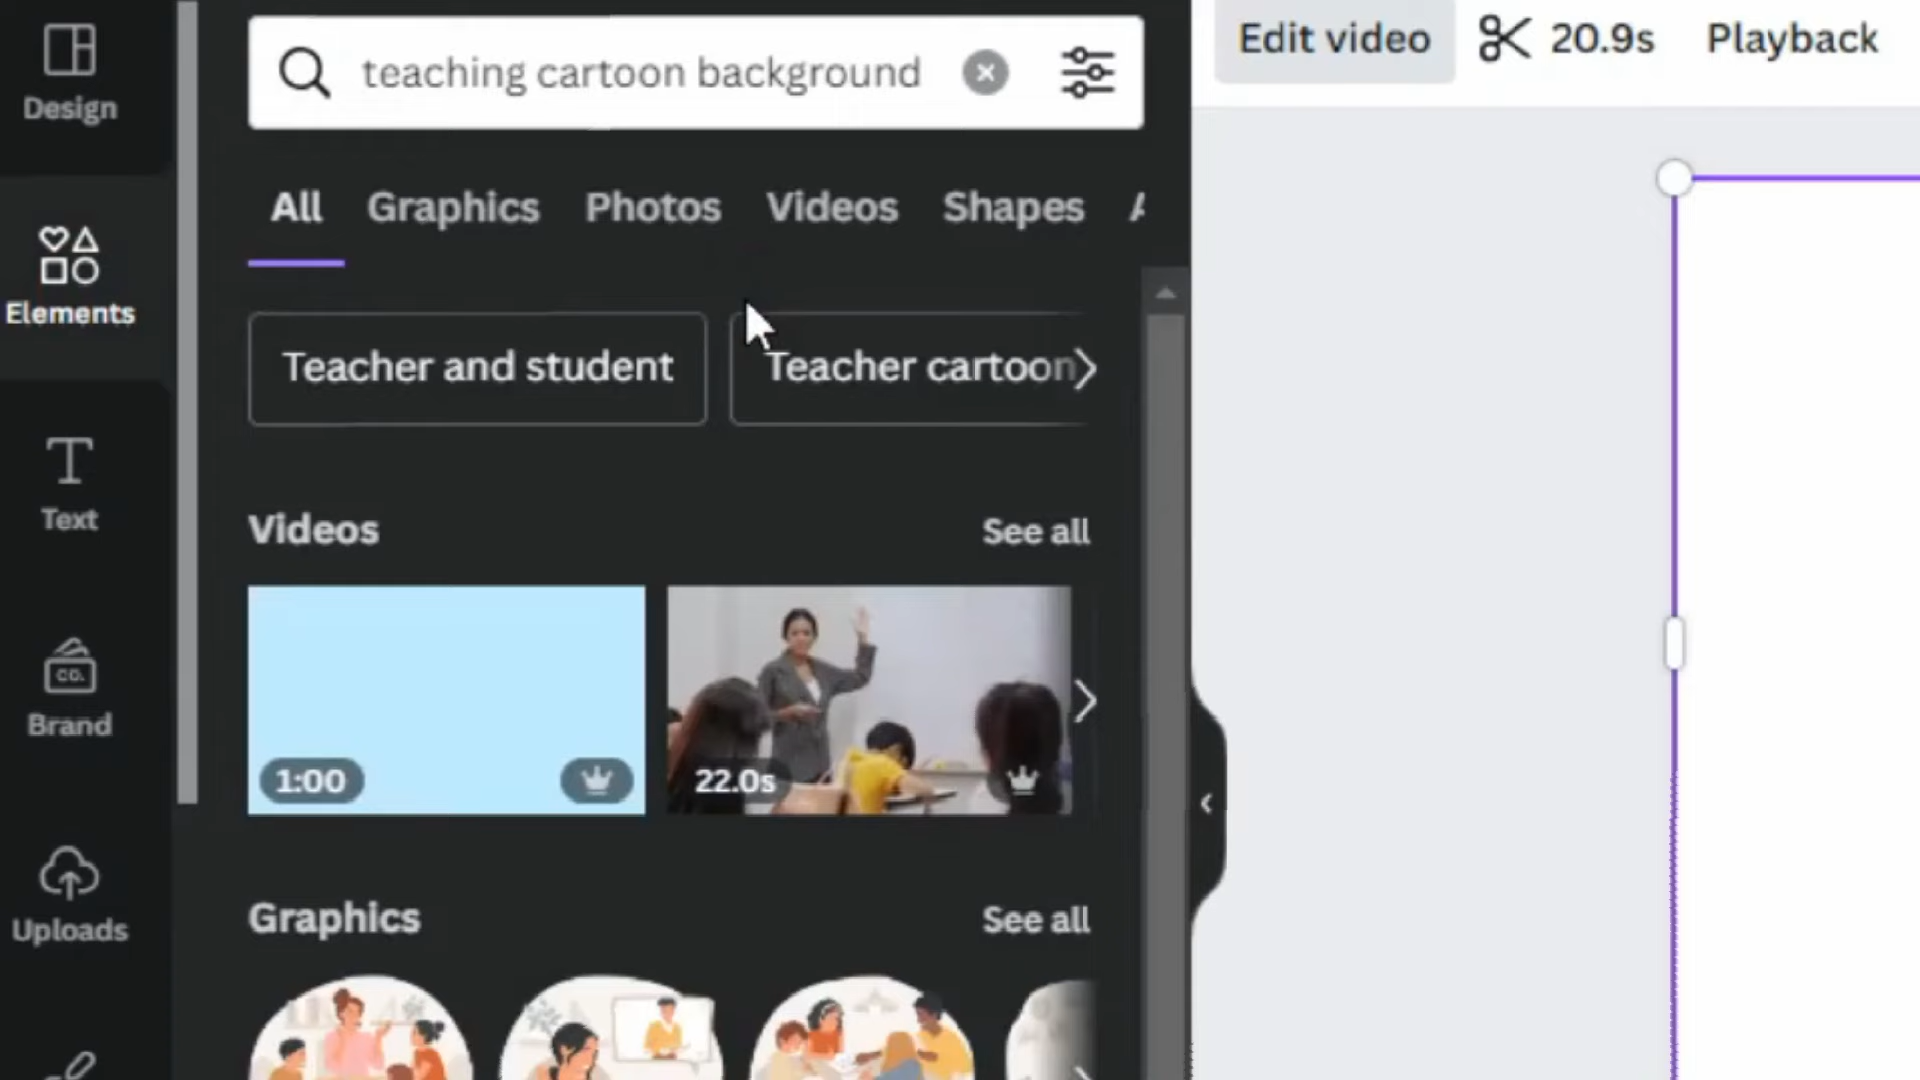 Design
Elements
Text
CO.
Brand
Uploads
teaching cartoon background
All Graphics Photos Videos Shapes
Teacher and student
Teacher cartoon
Videos
See all
1:00
22.0s
Graphics
See all
Edit video
20.9s
Playback